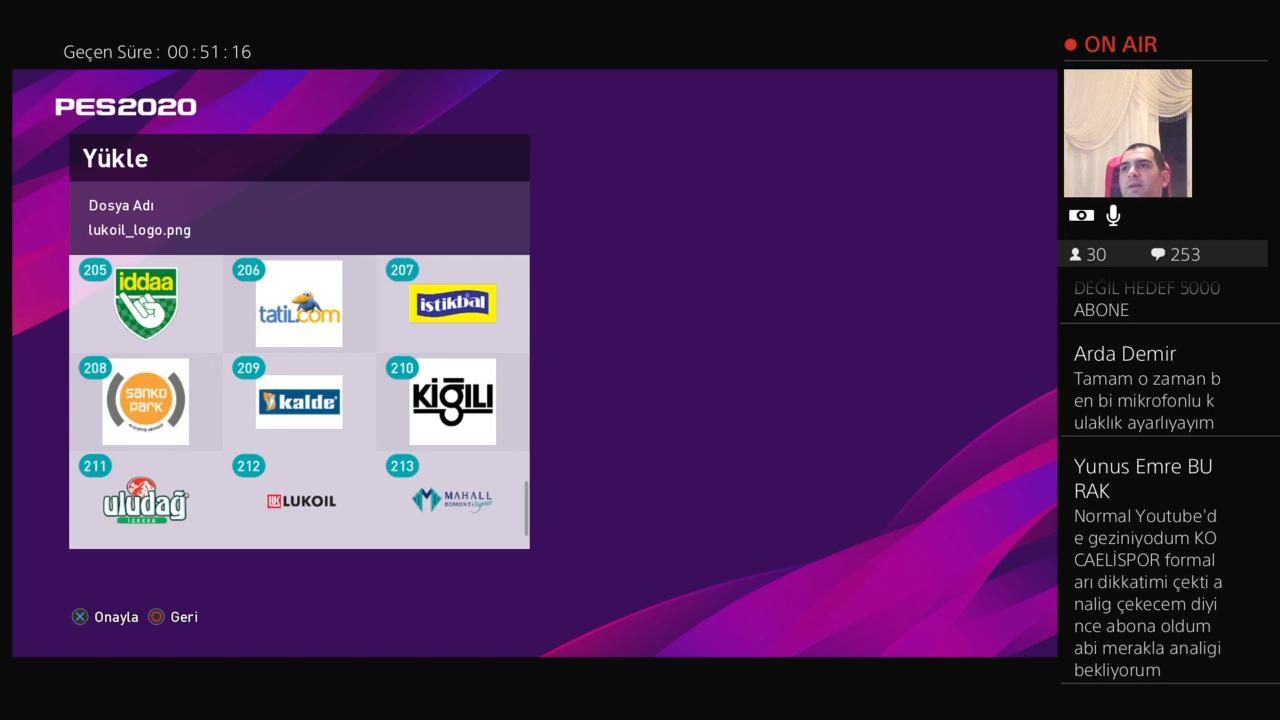 Geçen Süre : 00:51:16
ON AIR
PES2020
Yükle
Dosya Adı
lukoil_logo.png
205
iddaa
206
tatil.com
207
istikbal
208
SANKO
PARK
209
kalde
210
KİĞILI
211
uludağ
İÇECEK
212
LUKOIL
213
MAHALL
BOMONTİ
Onayla
Geri
30
253
DEĞİL HEDEF 5000
ABONE
Arda Demir
Tamam o zaman b
en bi mikrofonlu k
ulaklık ayarlıyayım
Yunus Emre BU
RAK
Normal Youtube'd
e geziniyodum KO
CAELİSPOR formal
arı dikkatimi çekti a
nalig çekecem diyi
nce abona oldum
abi merakla analigi
bekliyorum